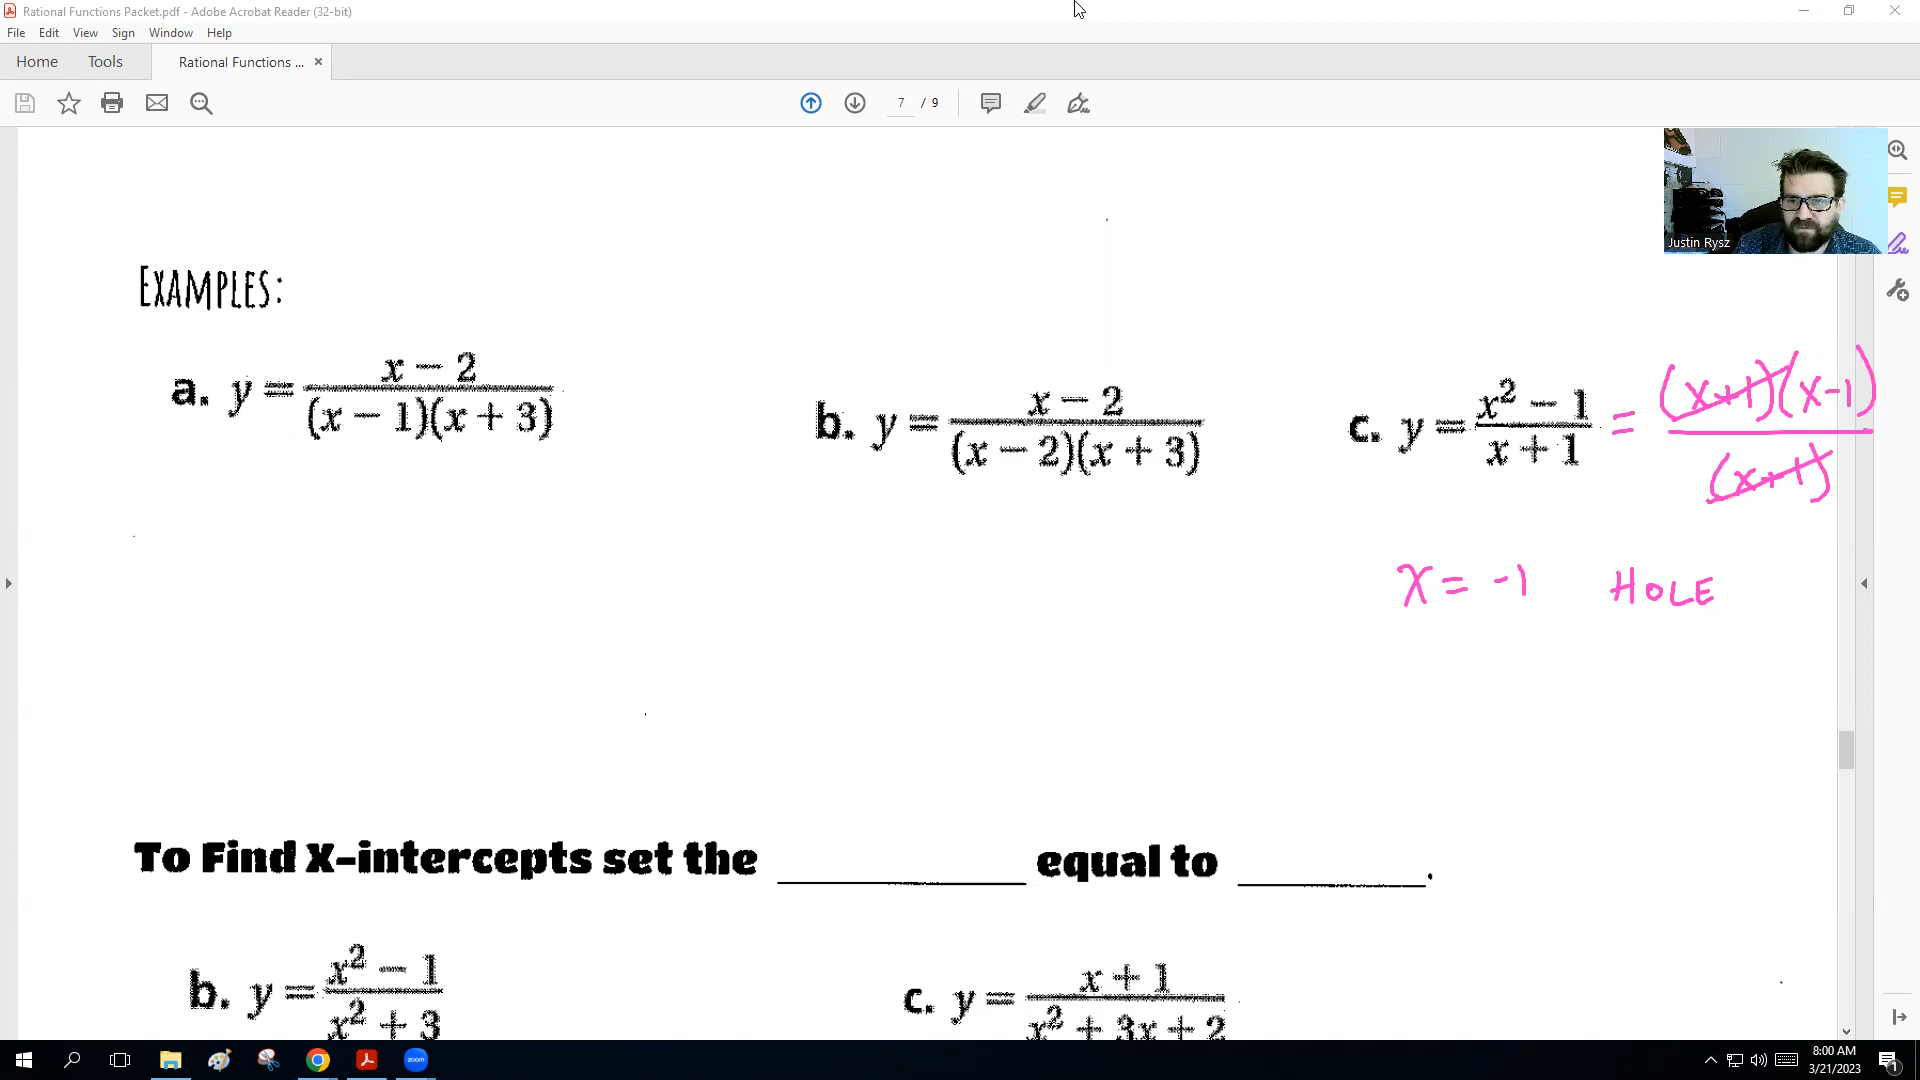 Rational Functions Packet.pdf - Adobe Acrobat Reader (32-bit)
File Edit View Sign Window Help
Home Tools Rational Functions ... ×
7 / 9
Justin Rysz
EXAMPLES:
a. y = (x − 2)/((x − 1)(x + 3))
b. y = (x − 2)/((x − 2)(x + 3))
c. y = (x² − 1)/(x + 1) = ((x+1)(x-1))/((x+1))
x = -1 HOLE
To Find X-intercepts set the ________ equal to ________.
b. y = (x² − 1)/(x² + 3)
c. y = (x + 1)/(x² + 3x + 2)
zoom
8:00 AM
3/21/2023
1